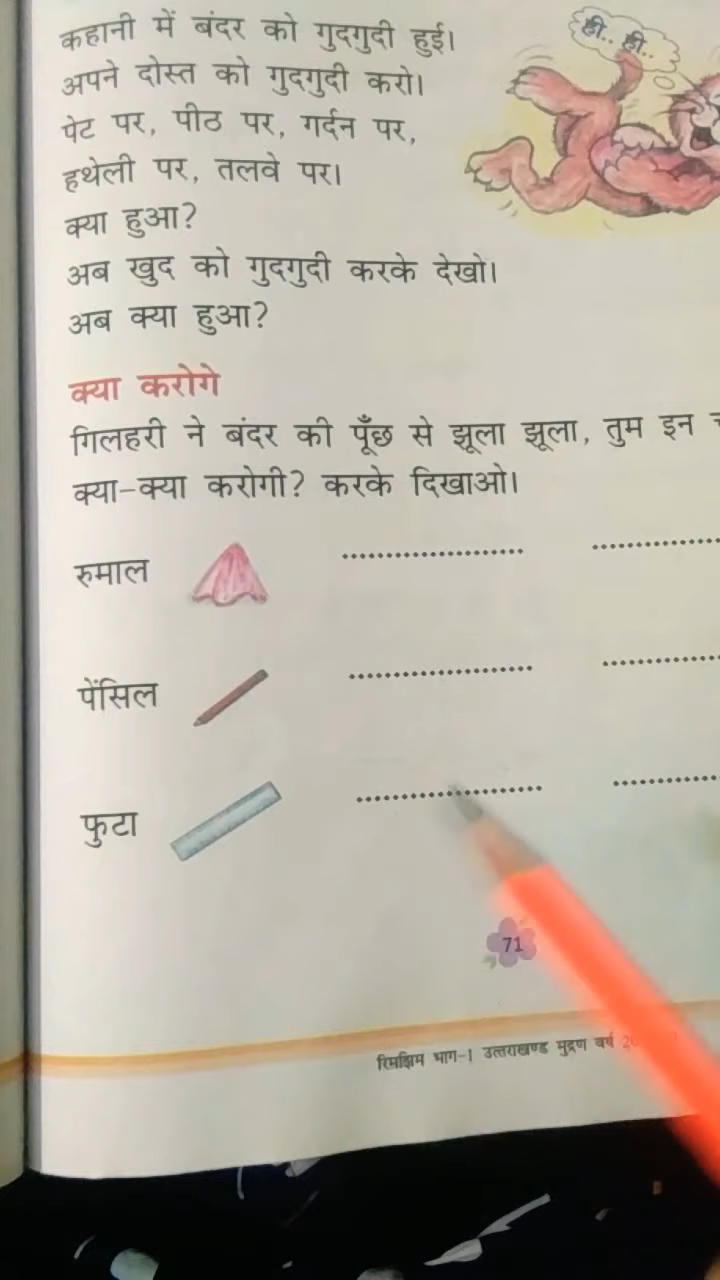 ही.. ही..
कहानी में बंदर को गुदगुदी हुई।
अपने दोस्त को गुदगुदी करो।
पेट पर, पीठ पर, गर्दन पर,
हथेली पर, तलवे पर।
क्या हुआ?
अब खुद को गुदगुदी करके देखो।
अब क्या हुआ?
क्या करोगे
गिलहरी ने बंदर की पूँछ से झूला झूला, तुम इन
क्या-क्या करोगी? करके दिखाओ।
रुमाल
पेंसिल
फुटा
71
रिमझिम भाग-1 उत्तराखण्ड मुद्रण वर्ष